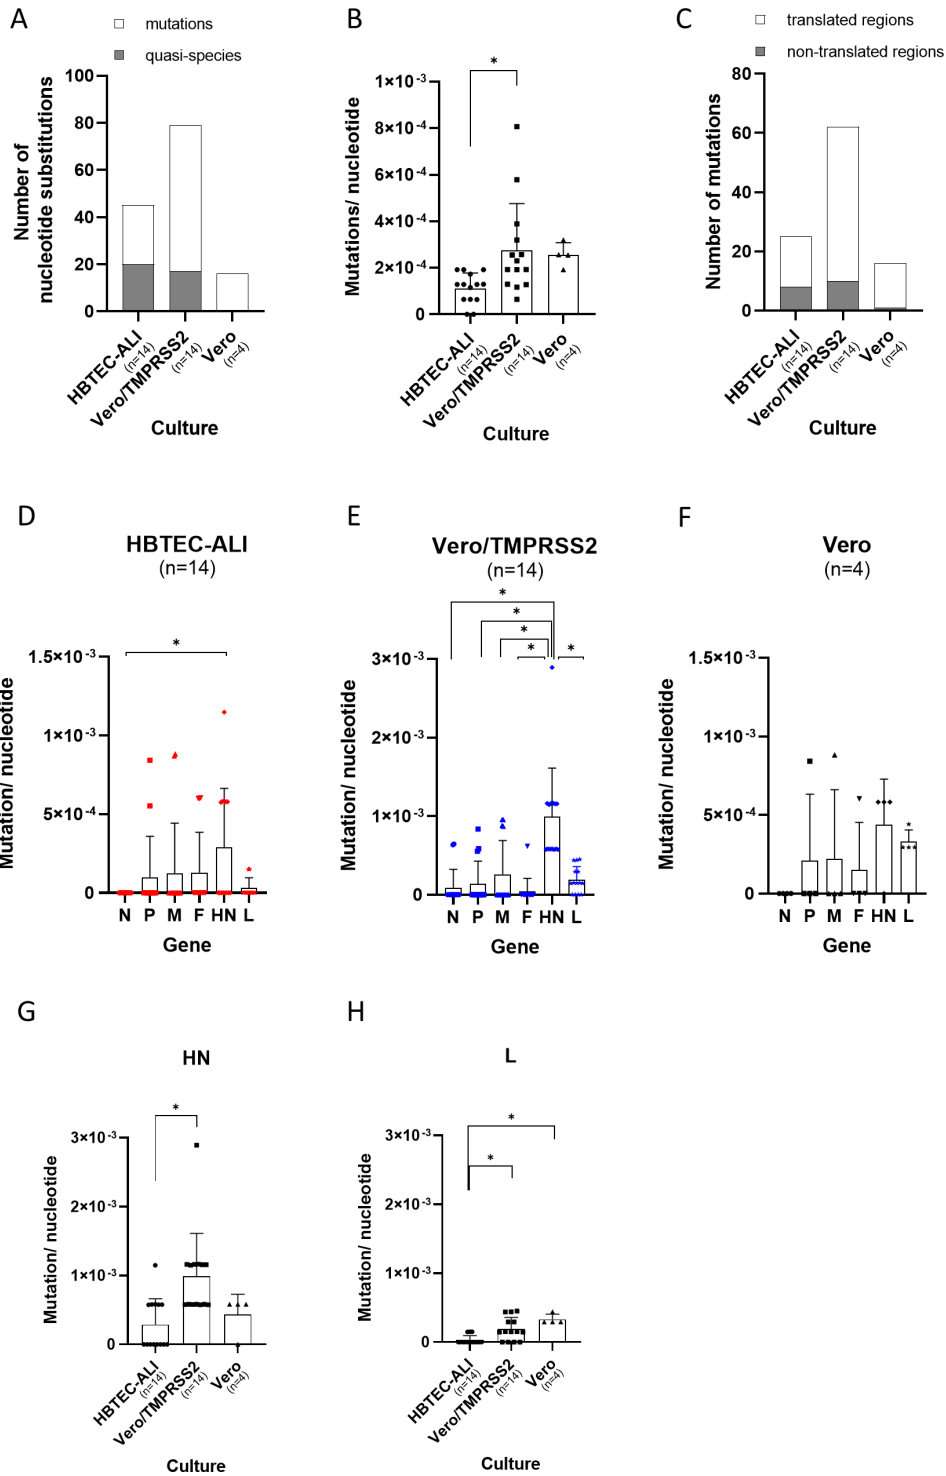 A
mutations
quasi-species
Number of
nucleotide substitutions
100
80
60
40
20
0
HBTEC-ALI
(n=14)
Vero/TMPRSS2
(n=14)
Vero
(n=4)
Culture
B
*
Mutations/ nucleotide
1×10⁻³
8×10⁻⁴
6×10⁻⁴
4×10⁻⁴
2×10⁻⁴
0
HBTEC-ALI
(n=14)
Vero/TMPRSS2
(n=14)
Vero
(n=4)
Culture
C
translated regions
non-translated regions
Number of mutations
80
60
40
20
0
HBTEC-ALI
(n=14)
Vero/TMPRSS2
(n=14)
Vero
(n=4)
Culture
D
HBTEC-ALI
(n=14)
*
Mutation/ nucleotide
1.5×10⁻³
1×10⁻³
5×10⁻⁴
0
N P M F HN L
Gene
E
Vero/TMPRSS2
(n=14)
*
*
*
* *
Mutation/ nucleotide
3×10⁻³
2×10⁻³
1×10⁻³
0
N P M F HN L
Gene
F
Vero
(n=4)
Mutation/ nucleotide
1.5×10⁻³
1×10⁻³
5×10⁻⁴
0
N P M F HN L
Gene
G
HN
*
Mutation/ nucleotide
3×10⁻³
2×10⁻³
1×10⁻³
0
HBTEC-ALI
(n=14)
Vero/TMPRSS2
(n=14)
Vero
(n=4)
Culture
H
L
*
*
Mutation/ nucleotide
3×10⁻³
2×10⁻³
1×10⁻³
0
HBTEC-ALI
(n=14)
Vero/TMPRSS2
(n=14)
Vero
(n=4)
Culture